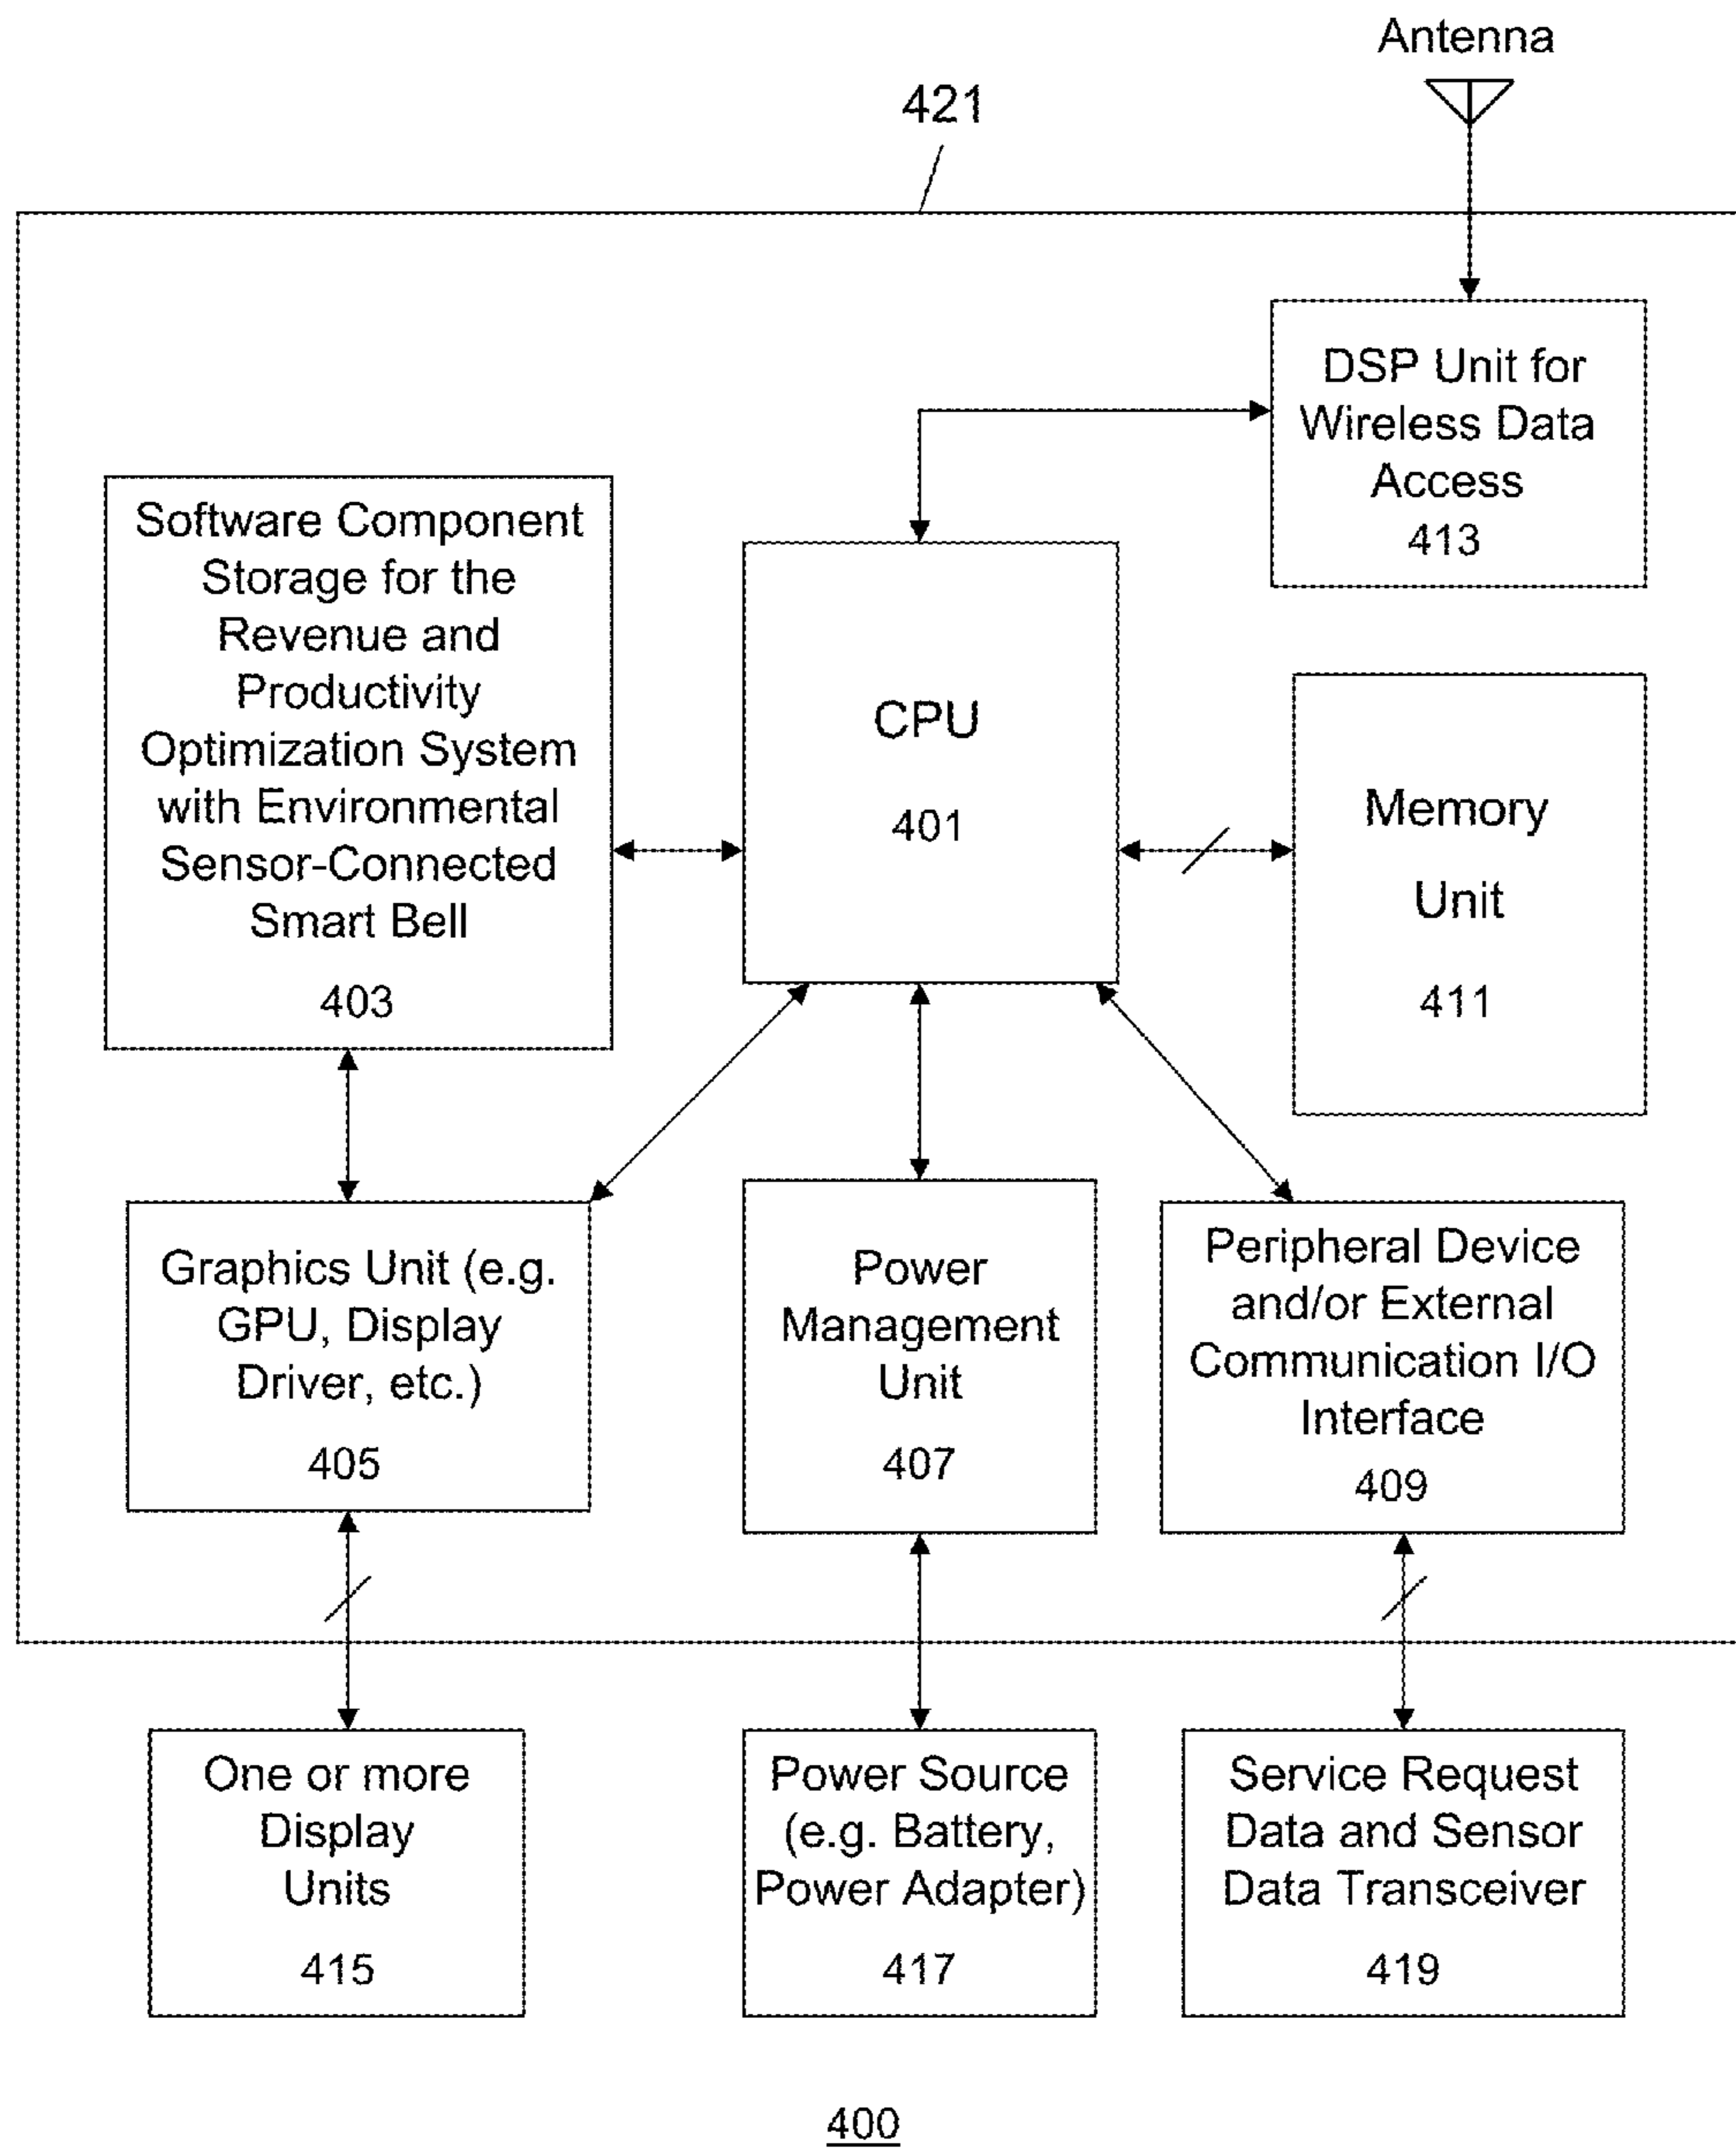 Antenna
421
DSP Unit for
Wireless Data
Access
413
Software Component
Storage for the
Revenue and
Productivity
Optimization System
with Environmental
Sensor-Connected
Smart Bell
403
CPU
401
Memory
Unit
411
Graphics Unit (e.g.
GPU, Display
Driver, etc.)
405
Power
Management
Unit
407
Peripheral Device
and/or External
Communication I/O
Interface
409
One or more
Display
Units
415
Power Source
(e.g. Battery,
Power Adapter)
417
Service Request
Data and Sensor
Data Transceiver
419
400